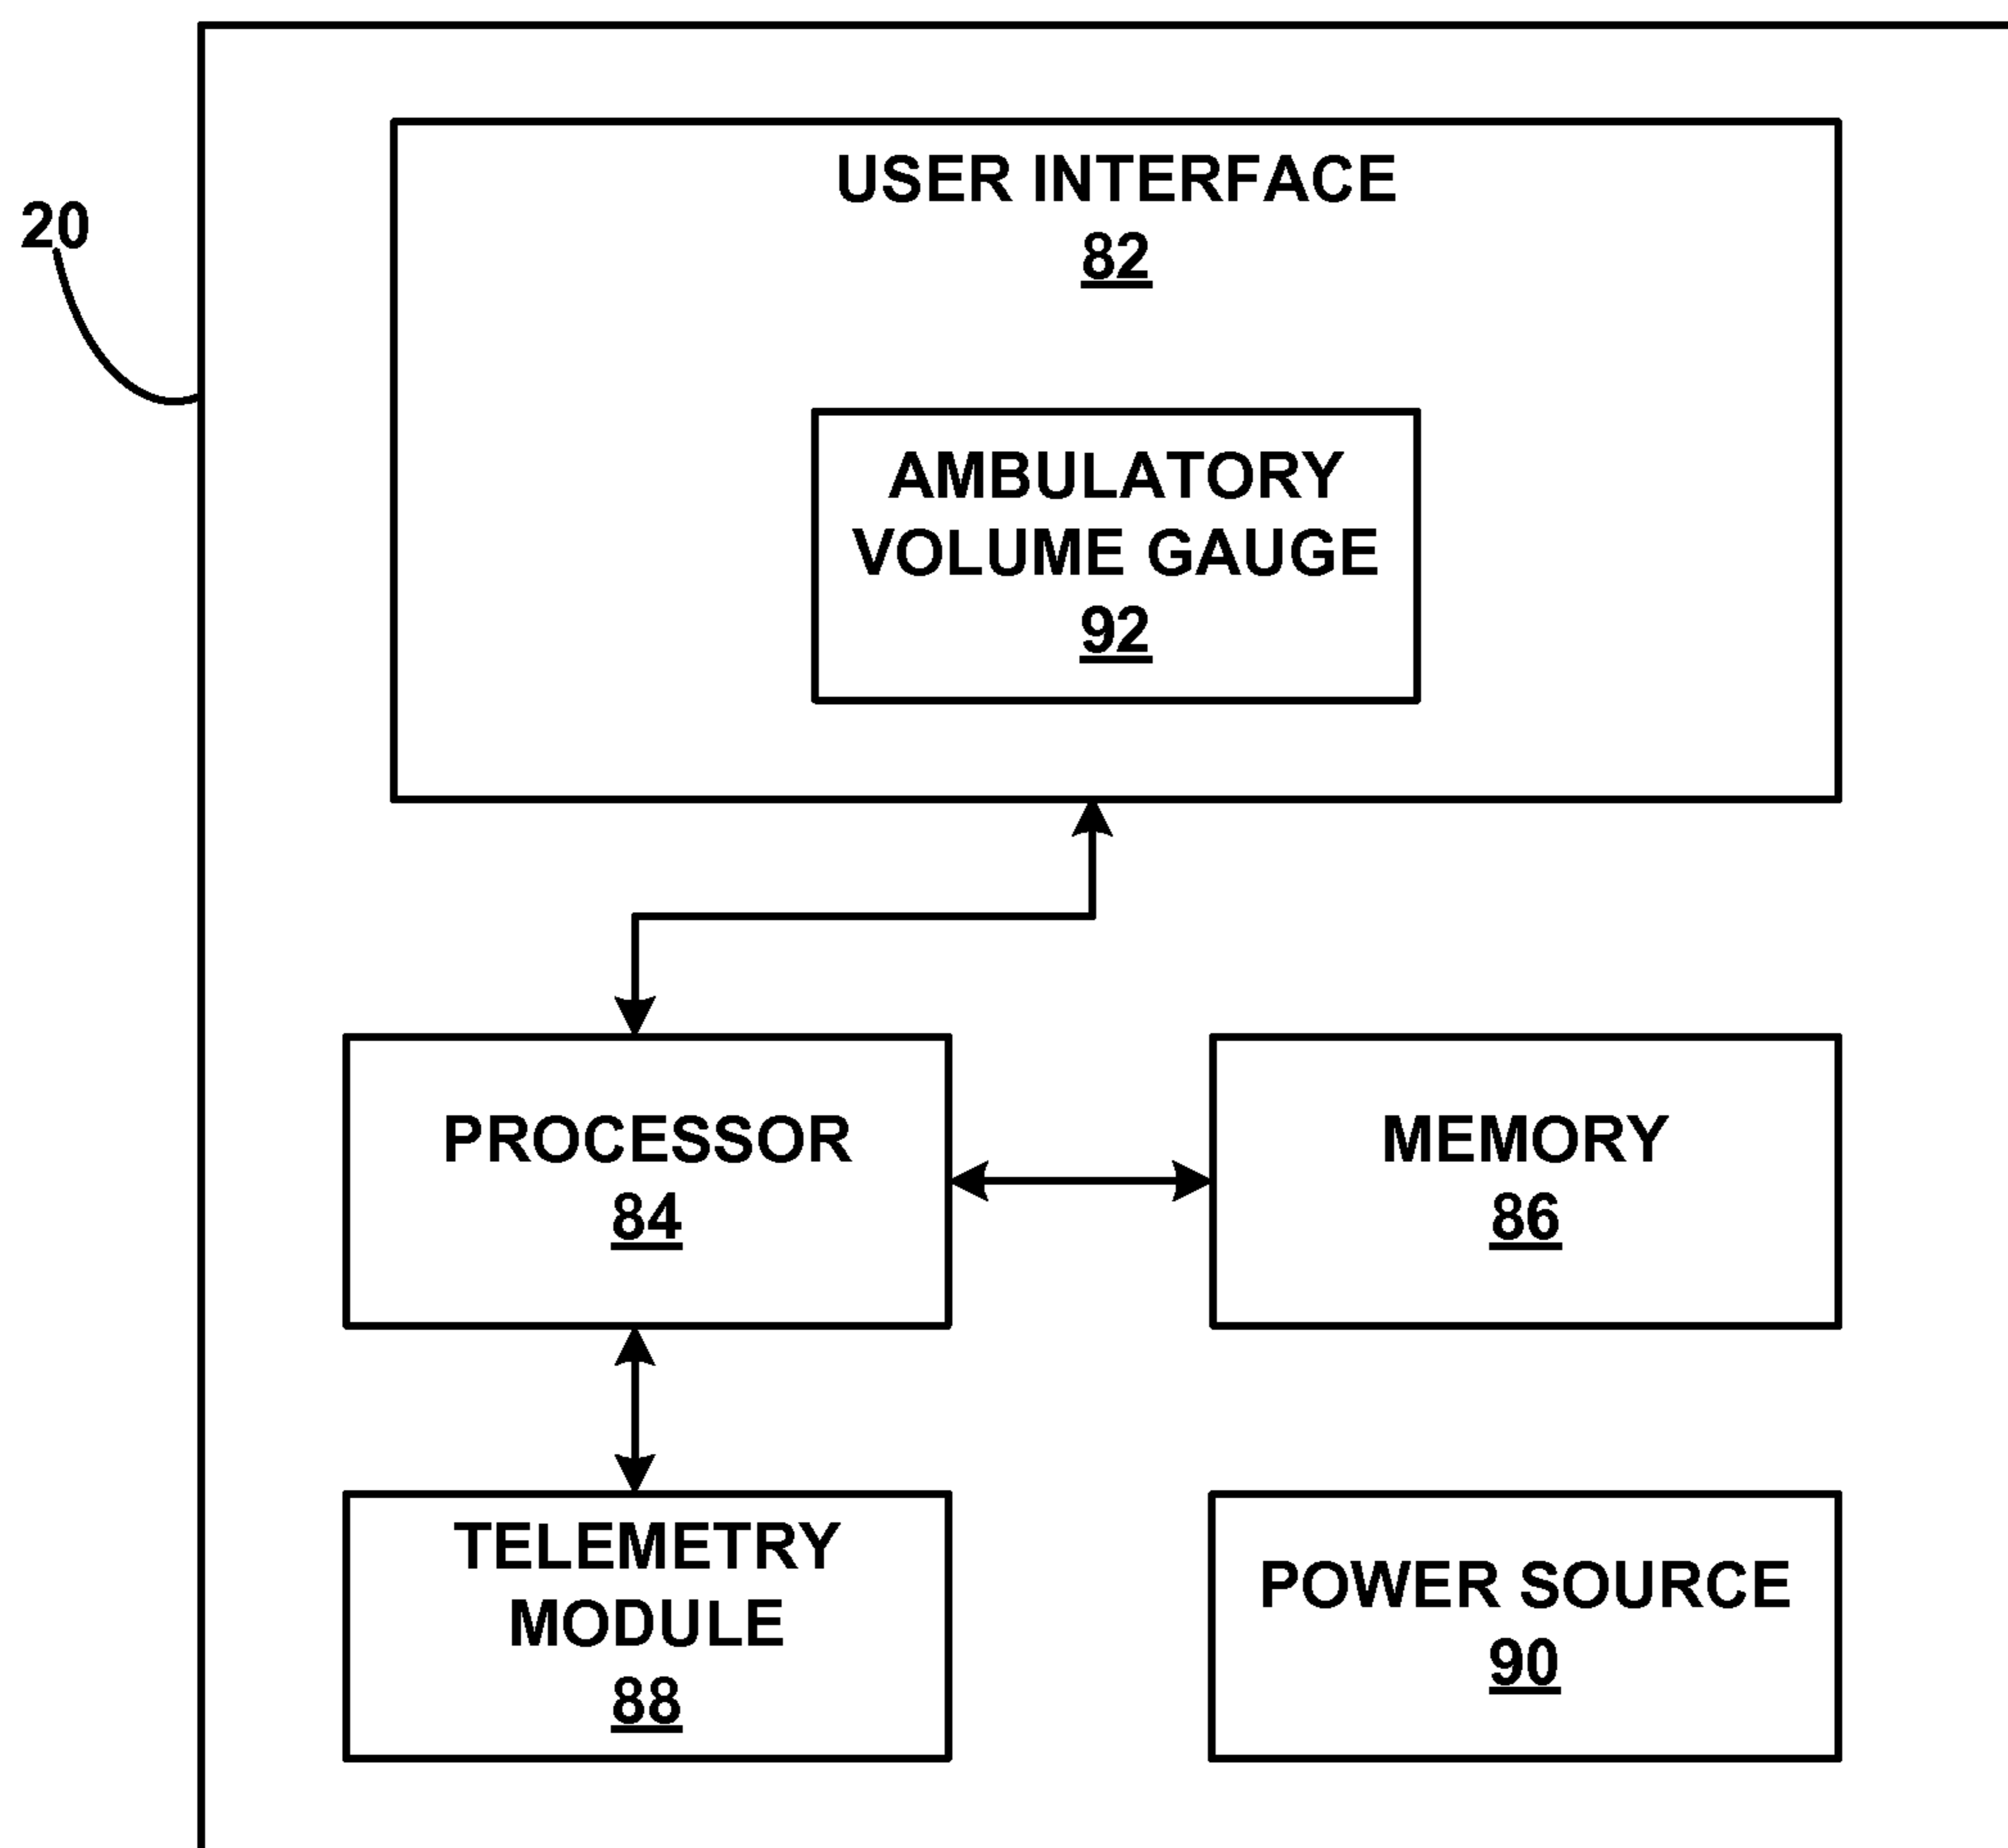 20
USER INTERFACE
82
AMBULATORY
VOLUME GAUGE
92
PROCESSOR
84
MEMORY
86
TELEMETRY
MODULE
88
POWER SOURCE
90